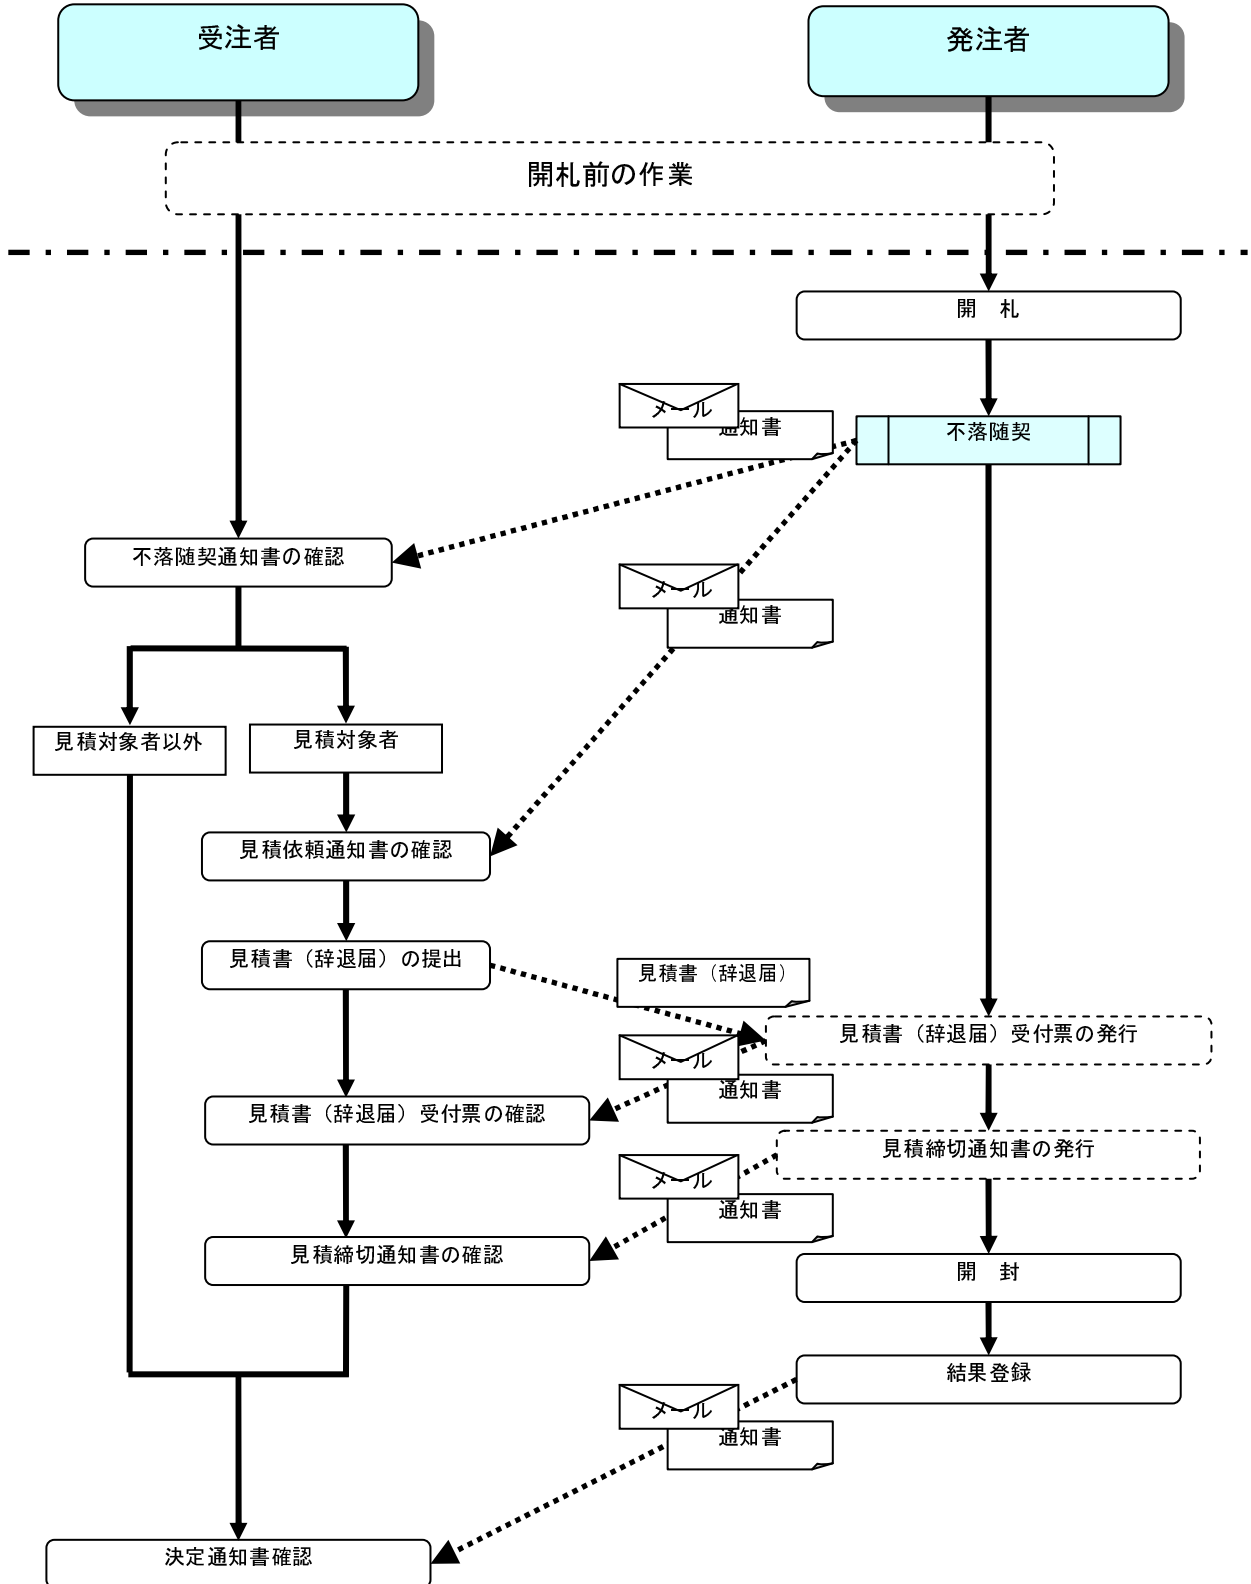 受注者
発注者
開札前の作業
開　札
メール
通知書
不落随契
不落随契通知書の確認
メール
通知書
見積対象者以外
見積対象者
見積依頼通知書の確認
見積書（辞退届）の提出
見積書（辞退届）
見積書（辞退届）受付票の発行
メール
通知書
見積書（辞退届）受付票の確認
見積締切通知書の発行
メール
通知書
見積締切通知書の確認
開　封
結果登録
メール
通知書
決定通知書確認